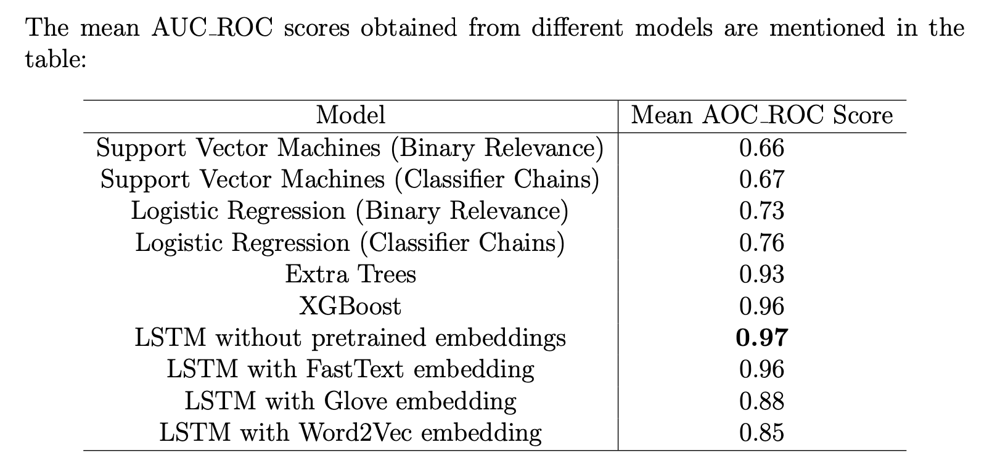 The mean AUC_ROC scores obtained from different models are mentioned in the
table:
Model Mean AOC_ROC Score
Support Vector Machines (Binary Relevance) 0.66
Support Vector Machines (Classifier Chains) 0.67
Logistic Regression (Binary Relevance) 0.73
Logistic Regression (Classifier Chains) 0.76
Extra Trees 0.93
XGBoost 0.96
LSTM without pretrained embeddings 0.97
LSTM with FastText embedding 0.96
LSTM with Glove embedding 0.88
LSTM with Word2Vec embedding 0.85